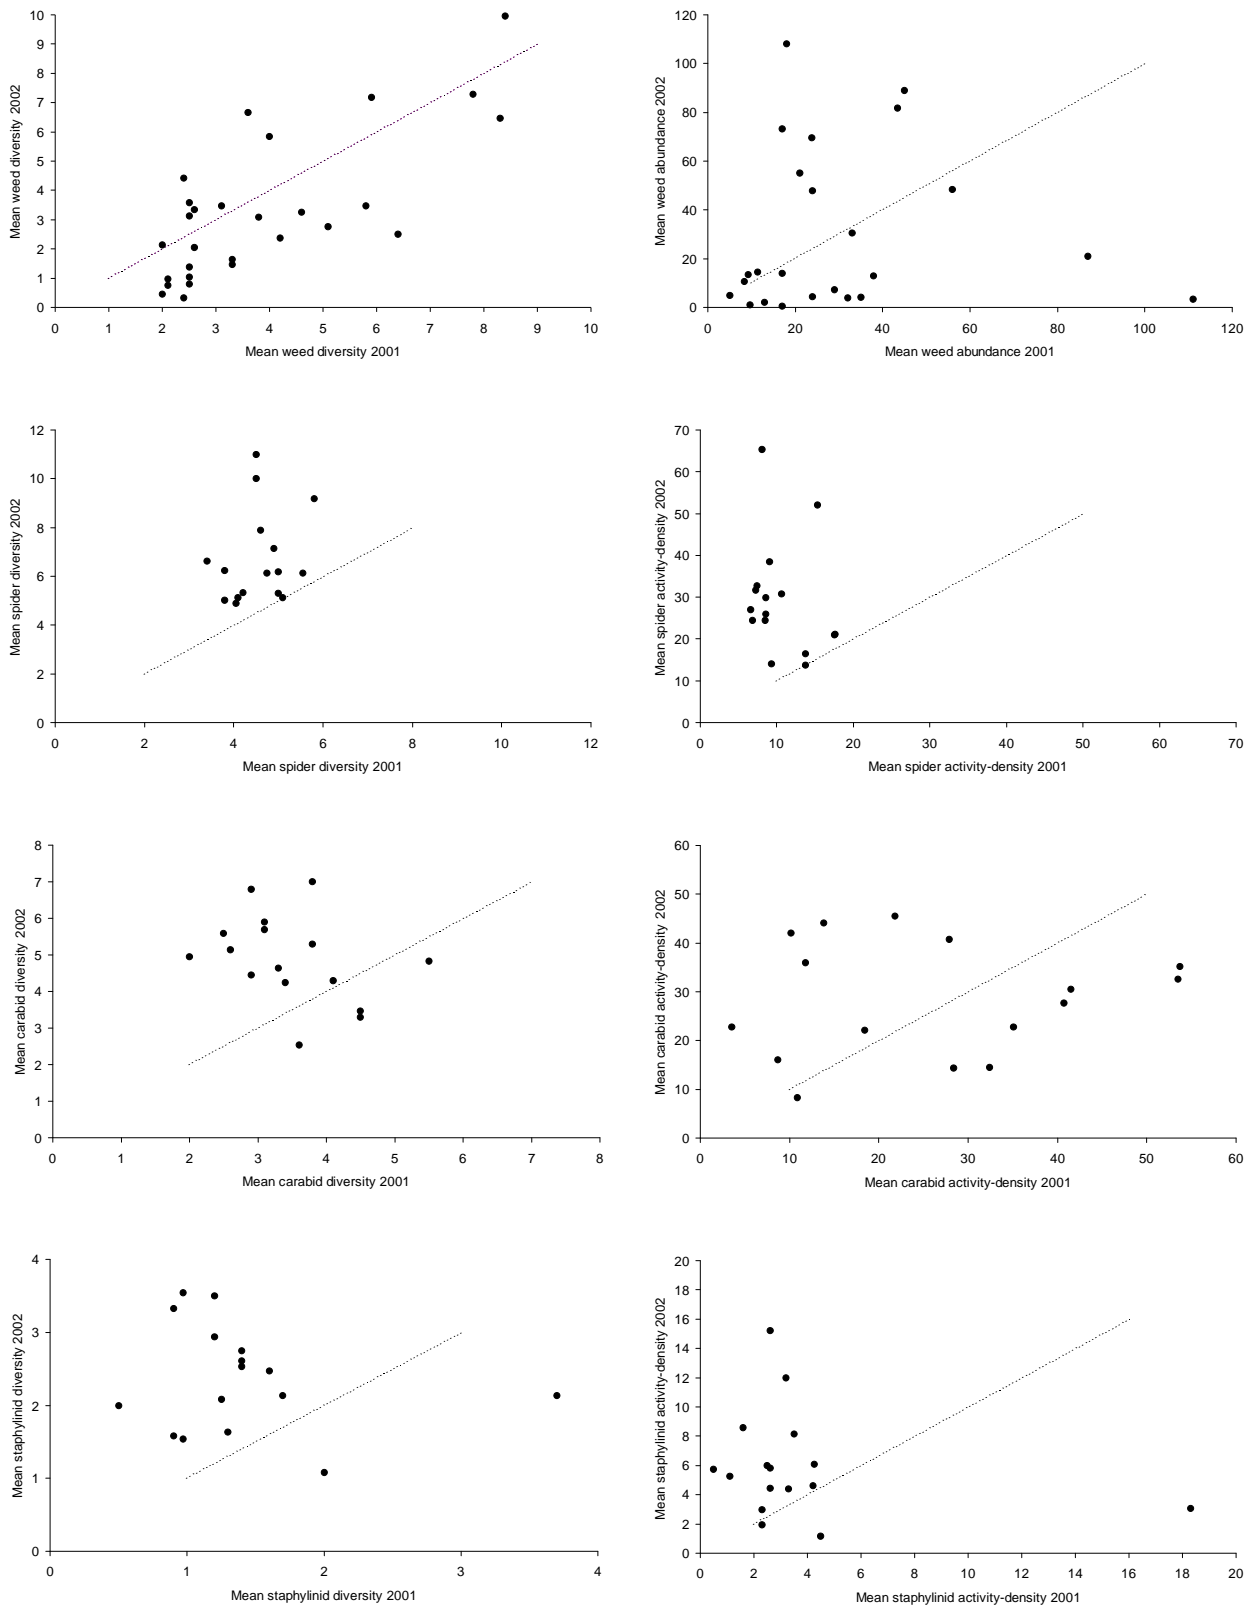 Mean weed diversity 2002
10
9
8
7
6
5
4
3
2
1
0
0 1 2 3 4 5 6 7 8 9 10
Mean weed diversity 2001
Mean weed abundance 2002
120
100
80
60
40
20
0
0 20 40 60 80 100 120
Mean weed abundance 2001
Mean spider diversity 2002
12
10
8
6
4
2
0
0 2 4 6 8 10 12
Mean spider diversity 2001
Mean spider activity-density 2002
70
60
50
40
30
20
10
0
0 10 20 30 40 50 60 70
Mean spider activity-density 2001
Mean carabid diversity 2002
8
7
6
5
4
3
2
1
0
0 1 2 3 4 5 6 7 8
Mean carabid diversity 2001
Mean carabid activity-density 2002
60
50
40
30
20
10
0
0 10 20 30 40 50 60
Mean carabid activity-density 2001
Mean staphylinid diversity 2002
4
3
2
1
0
0 1 2 3 4
Mean staphylinid diversity 2001
Mean staphylinid activity-density 2002
20
18
16
14
12
10
8
6
4
2
0
0 2 4 6 8 10 12 14 16 18 20
Mean staphylinid activity-density 2001